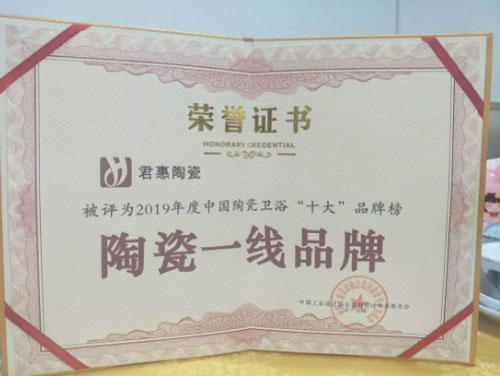 荣誉证书
HONORARY CREDENTIAL
君惠陶瓷
被评为2019年度中国陶瓷卫浴“十大”品牌榜
陶瓷一线品牌